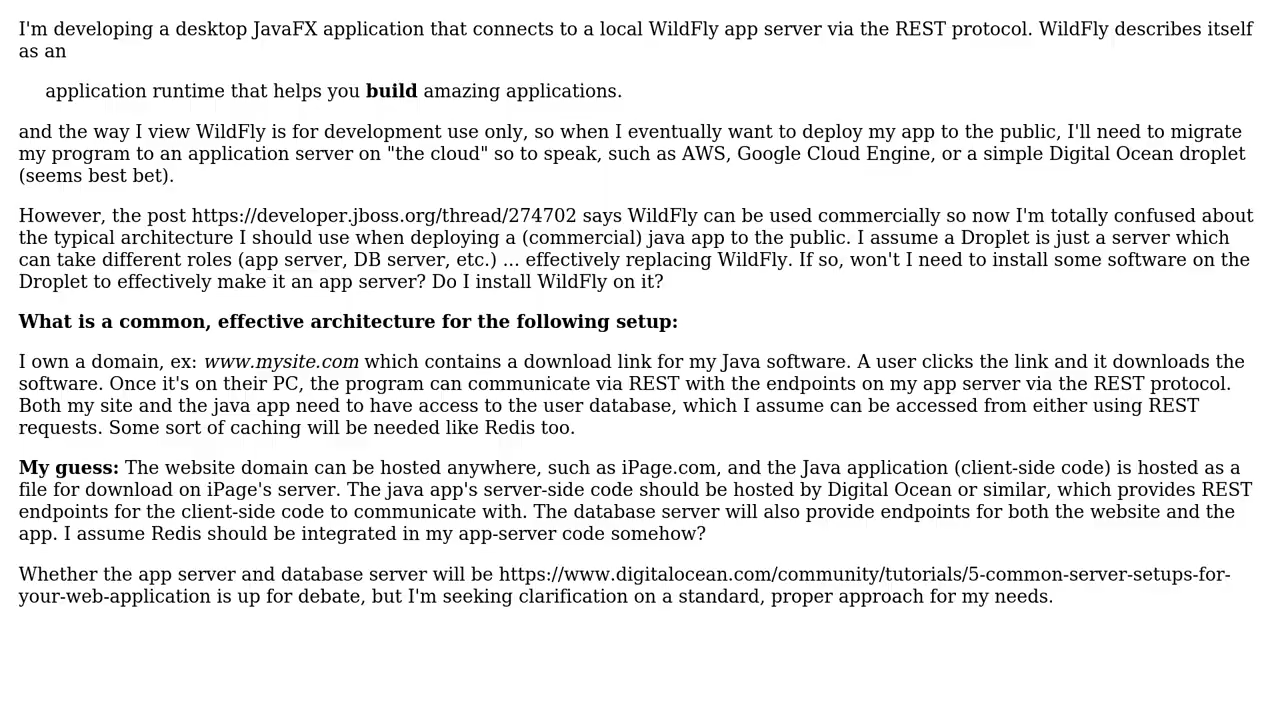 I'm developing a desktop JavaFX application that connects to a local WildFly app server via the REST protocol. WildFly describes itself
as an
application runtime that helps you build amazing applications.
and the way I view WildFly is for development use only, so when I eventually want to deploy my app to the public, I'll need to migrate
my program to an application server on "the cloud" so to speak, such as AWS, Google Cloud Engine, or a simple Digital Ocean droplet
(seems best bet).
However, the post https://developer.jboss.org/thread/274702 says WildFly can be used commercially so now I'm totally confused about
the typical architecture I should use when deploying a (commercial) java app to the public. I assume a Droplet is just a server which
can take different roles (app server, DB server, etc.) ... effectively replacing WildFly. If so, won't I need to install some software on the
Droplet to effectively make it an app server? Do I install WildFly on it?
What is a common, effective architecture for the following setup:
I own a domain, ex: www.mysite.com which contains a download link for my Java software. A user clicks the link and it downloads the
software. Once it's on their PC, the program can communicate via REST with the endpoints on my app server via the REST protocol.
Both my site and the java app need to have access to the user database, which I assume can be accessed from either using REST
requests. Some sort of caching will be needed like Redis too.
My guess: The website domain can be hosted anywhere, such as iPage.com, and the Java application (client-side code) is hosted as a
file for download on iPage's server. The java app's server-side code should be hosted by Digital Ocean or similar, which provides REST
endpoints for the client-side code to communicate with. The database server will also provide endpoints for both the website and the
app. I assume Redis should be integrated in my app-server code somehow?
Whether the app server and database server will be https://www.digitalocean.com/community/tutorials/5-common-server-setups-for-
your-web-application is up for debate, but I'm seeking clarification on a standard, proper approach for my needs.